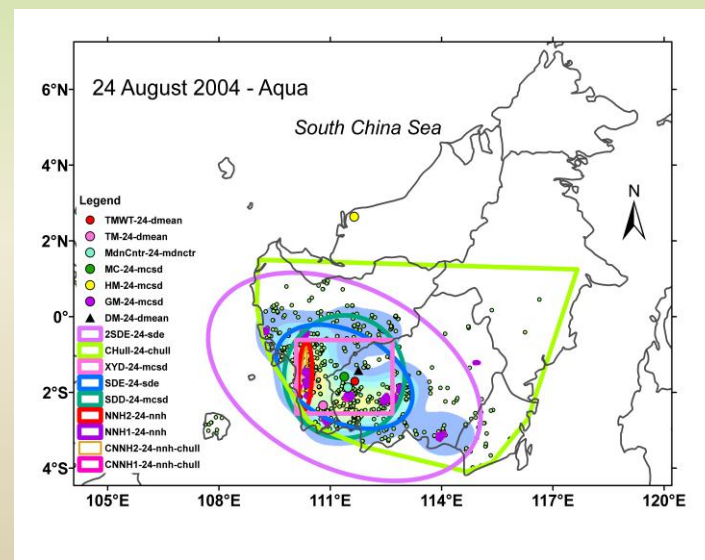 24 August 2004 - Aqua
South China Sea
N
6°N
4°N
2°N
0°
2°S
4°S
Legend
TMWT-24-dmean
TM-24-dmean
MdnCntr-24-mdnctr
MC-24-mcsd
HM-24-mcsd
GM-24-mcsd
DM-24-dmean
2SDE-24-sde
CHull-24-chull
XYD-24-mcsd
SDE-24-sde
SDD-24-mcsd
NNH2-24-nnh
NNH1-24-nnh
CNNH2-24-nnh-chull
CNNH1-24-nnh-chull
105°E
108°E
111°E
114°E
117°E
120°E